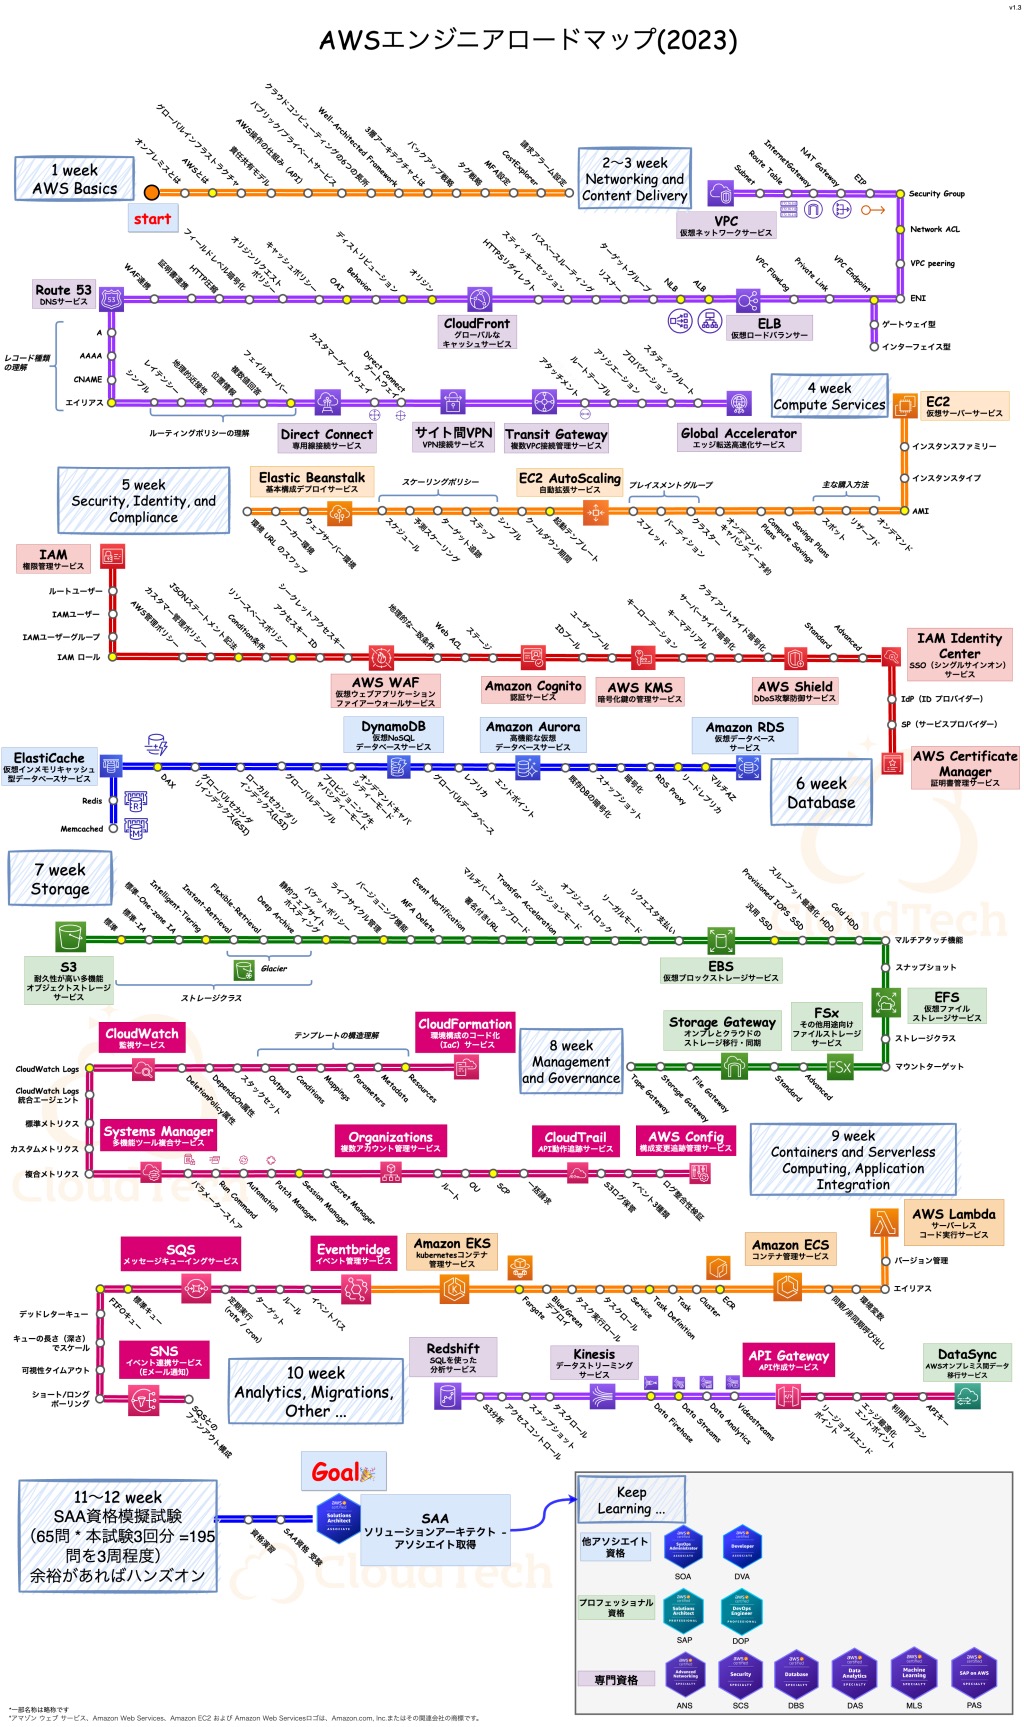 v1.3
AWSエンジニアロードマップ(2023)
1 week
AWS Basics
start
オンプレミスとは
AWSとは
グローバルインフラストラクチャ
責任共有モデル
AWS操作の仕組み (API)
パブリック/プライベートサービス
クラウドコンピューティングの6つの長所
Well-Architected Framework
3層アーキテクチャとは
バックアップ戦略
タグ戦略
MFA設定
CostExplorer
請求アラーム設定
2〜3 week
Networking and
Content Delivery
VPC
仮想ネットワークサービス
Subnet
Route Table
InternetGateway
NAT Gateway
EIP
Security Group
Network ACL
VPC peering
ENI
ゲートウェイ型
インターフェイス型
VPC Endpoint
Private Link
VPC FlowLog
ELB
仮想ロードバランサー
ALB
NLB
ターゲットグループ
リスナー
パスベースルーティング
スティッキーセッション
HTTPSリダイレクト
CloudFront
グローバルな
キャッシュサービス
オリジン
ディストリビューション
Behavior
OAI
キャッシュポリシー
オリジンリクエスト
ポリシー
フィールドレベル暗号化
HTTP圧縮
証明書連携
WAF連携
Route 53
DNSサービス
レコード種類
の理解
A
AAAA
CNAME
エイリアス
シンプル
レイテンシー
地理的近接性
位置情報
複数値回答
フェイルオーバー
ルーティングポリシーの理解
Direct Connect
専用線接続サービス
カスタマーゲートウェイ
Direct Connect
ゲートウェイ
サイト間VPN
VPN接続サービス
Transit Gateway
複数VPC接続管理サービス
アタッチメント
ルートテーブル
アソシエーション
プロパゲーション
スタティックルート
Global Accelerator
エッジ転送高速化サービス
4 week
Compute Services
EC2
仮想サーバーサービス
インスタンスファミリー
インスタンスタイプ
AMI
主な購入方法
オンデマンド
リザーブド
スポット
Savings Plans
Compute Savings
Plans
オンデマンド
キャパシティー予約
プレイスメントグループ
クラスター
パーティション
スプレッド
EC2 AutoScaling
自動拡張サービス
起動テンプレート
クールダウン期間
スケーリングポリシー
シンプル
ステップ
ターゲット追跡
予測スケーリング
スケジュール
Elastic Beanstalk
基本構成デプロイサービス
ウェブサーバー環境
ワーカー環境
環境 URL のスワップ
5 week
Security, Identity, and
Compliance
IAM
権限管理サービス
ルートユーザー
IAMユーザー
IAMユーザーグループ
IAM ロール
AWS管理ポリシー
カスタマー管理ポリシー
JSONステートメント記法
Condition条件
リソースベースポリシー
アクセスキー ID
シークレットアクセスキー
AWS WAF
仮想ウェブアプリケーション
ファイアーウォールサービス
地理的な一致条件
Web ACL
ステージ
Amazon Cognito
認証サービス
IDプール
ユーザープール
AWS KMS
暗号化鍵の管理サービス
キーローテーション
キーマテリアル
サーバーサイド暗号化
クライアントサイド暗号化
AWS Shield
DDoS攻撃防御サービス
Standard
Advanced
IAM Identity
Center
SSO（シングルサインオン）
サービス
IdP（ID プロバイダー）
SP（サービスプロバイダー）
AWS Certificate
Manager
証明書管理サービス
6 week
Database
Amazon RDS
仮想データベース
サービス
マルチAZ
リードレプリカ
RDS Proxy
暗号化
スナップショット
既存DBの暗号化
Amazon Aurora
高機能な仮想
データベースサービス
エンドポイント
レプリカ
グローバルデータベース
DynamoDB
仮想NoSQL
データベースサービス
オンデマンドキャパ
シティーモード
プロビジョニングキ
ャパシティーモード
グローバルテーブル
ローカルセカンダリ
インデックス(LSI)
グローバルセカンダ
リインデックス(GSI)
DAX
ElastiCache
仮想インメモリキャッシュ
型データベースサービス
Redis
Memcached
7 week
Storage
S3
耐久性が高い多機能
オブジェクトストレージ
サービス
標準
標準-IA
標準-One-zone IA
Intelligent-Tiering
Instant-Retrieval
Flexible-Retrieval
Deep Archive
Glacier
ストレージクラス
静的ウェブサイト
ホスティング
バケットポリシー
ライフサイクル管理
バージョニング機能
MFA Delete
Event Nortification
署名付きURL
マルチパートアップロード
Transfer Acceleration
リテンションモード
オブジェクトロック
リーガルモード
リクエスタ支払い
EBS
仮想ブロックストレージサービス
汎用 SSD
Provisioned IOPS SSD
スループット最適化 HDD
Cold HDD
マルチアタッチ機能
スナップショット
EFS
仮想ファイル
ストレージサービス
ストレージクラス
マウントターゲット
FSx
その他用途向け
ファイルストレージ
サービス
Advanced
Standard
Storage Gateway
オンプレとクラウドの
ストレージ移行・同期
File Gateway
Storage Gateway
Tape Gateway
8 week
Management
and Governance
CloudFormation
環境構成のコード化
（IaC）サービス
テンプレートの構造理解
Resources
Metadata
Parameters
Mappings
Conditions
Outputs
スタックセット
DependsOn属性
DeletionPolicy属性
CloudWatch
監視サービス
CloudWatch Logs
CloudWatch Logs
統合エージェント
標準メトリクス
カスタムメトリクス
複合メトリクス
Systems Manager
多機能ツール複合サービス
パラメーターストア
Run Command
Automation
Patch Manager
Session Manager
Secret Manager
Organizations
複数アカウント管理サービス
ルート
OU
SCP
一括請求
CloudTrail
API動作追跡サービス
S3ログ保管
イベント3種類
ログ整合性検証
AWS Config
構成変更追跡管理サービス
9 week
Containers and Serverless
Computing, Application
Integration
AWS Lambda
サーバーレス
コード実行サービス
バージョン管理
エイリアス
環境変数
同期/非同期呼び出し
Amazon ECS
コンテナ管理サービス
ECR
Cluster
Task
Task Definition
Service
タスクロール
タスク実行ロール
Blue/Green
デプロイ
Fargate
Amazon EKS
kubernetesコンテナ
管理サービス
Eventbridge
イベント管理サービス
イベントバス
ルール
ターゲット
定期実行
(rate / cron)
SQS
メッセージキューイングサービス
標準キュー
FIFOキュー
デッドレターキュー
キューの長さ（深さ）
でスケール
可視性タイムアウト
ショート/ロング
ポーリング
SNS
イベント連携サービス
（Eメール通知）
SQSとの
ファンアウト構成
10 week
Analytics, Migrations,
Other ...
Redshift
SQLを使った
分析サービス
S3分析
アクセスコントロール
スナップショット
タスクロール
Kinesis
データストリーミング
サービス
Data Firehose
Data Streams
Data Analytics
Videostreams
API Gateway
API作成サービス
リージョナルエンド
ポイント
エッジ最適化
エンドポイント
利用料プラン
APIキー
DataSync
AWSオンプレミス間データ
移行サービス
11〜12 week
SAA資格模擬試験
（65問 * 本試験3回分 =195
問を3周程度）
余裕があればハンズオン
資格演習
SAA資格 受験
Goal
aws
certified
Solutions
Architect
ASSOCIATE
SAA
ソリューションアーキテクト -
アソシエイト取得
Keep
Learning ...
他アソシエイト
資格
aws
certified
SysOps
Administrator
ASSOCIATE
SOA
aws
certified
Developer
ASSOCIATE
DVA
プロフェッショナル
資格
aws
certified
Solutions
Architect
PROFESSIONAL
SAP
aws
certified
DevOps
Engineer
PROFESSIONAL
DOP
専門資格
aws
certified
Advanced
Networking
SPECIALTY
ANS
aws
certified
Security
SPECIALTY
SCS
aws
certified
Database
SPECIALTY
DBS
aws
certified
Data
Analytics
SPECIALTY
DAS
aws
certified
Machine
Learning
SPECIALTY
MLS
aws
certified
SAP on AWS
SPECIALTY
PAS
CloudTech
CloudTech
CloudTech
*一部名称は略称です
*アマゾン ウェブ サービス、Amazon Web Services、Amazon EC2 および Amazon Web Servicesロゴは、Amazon.com, Inc.またはその関連会社の商標です。